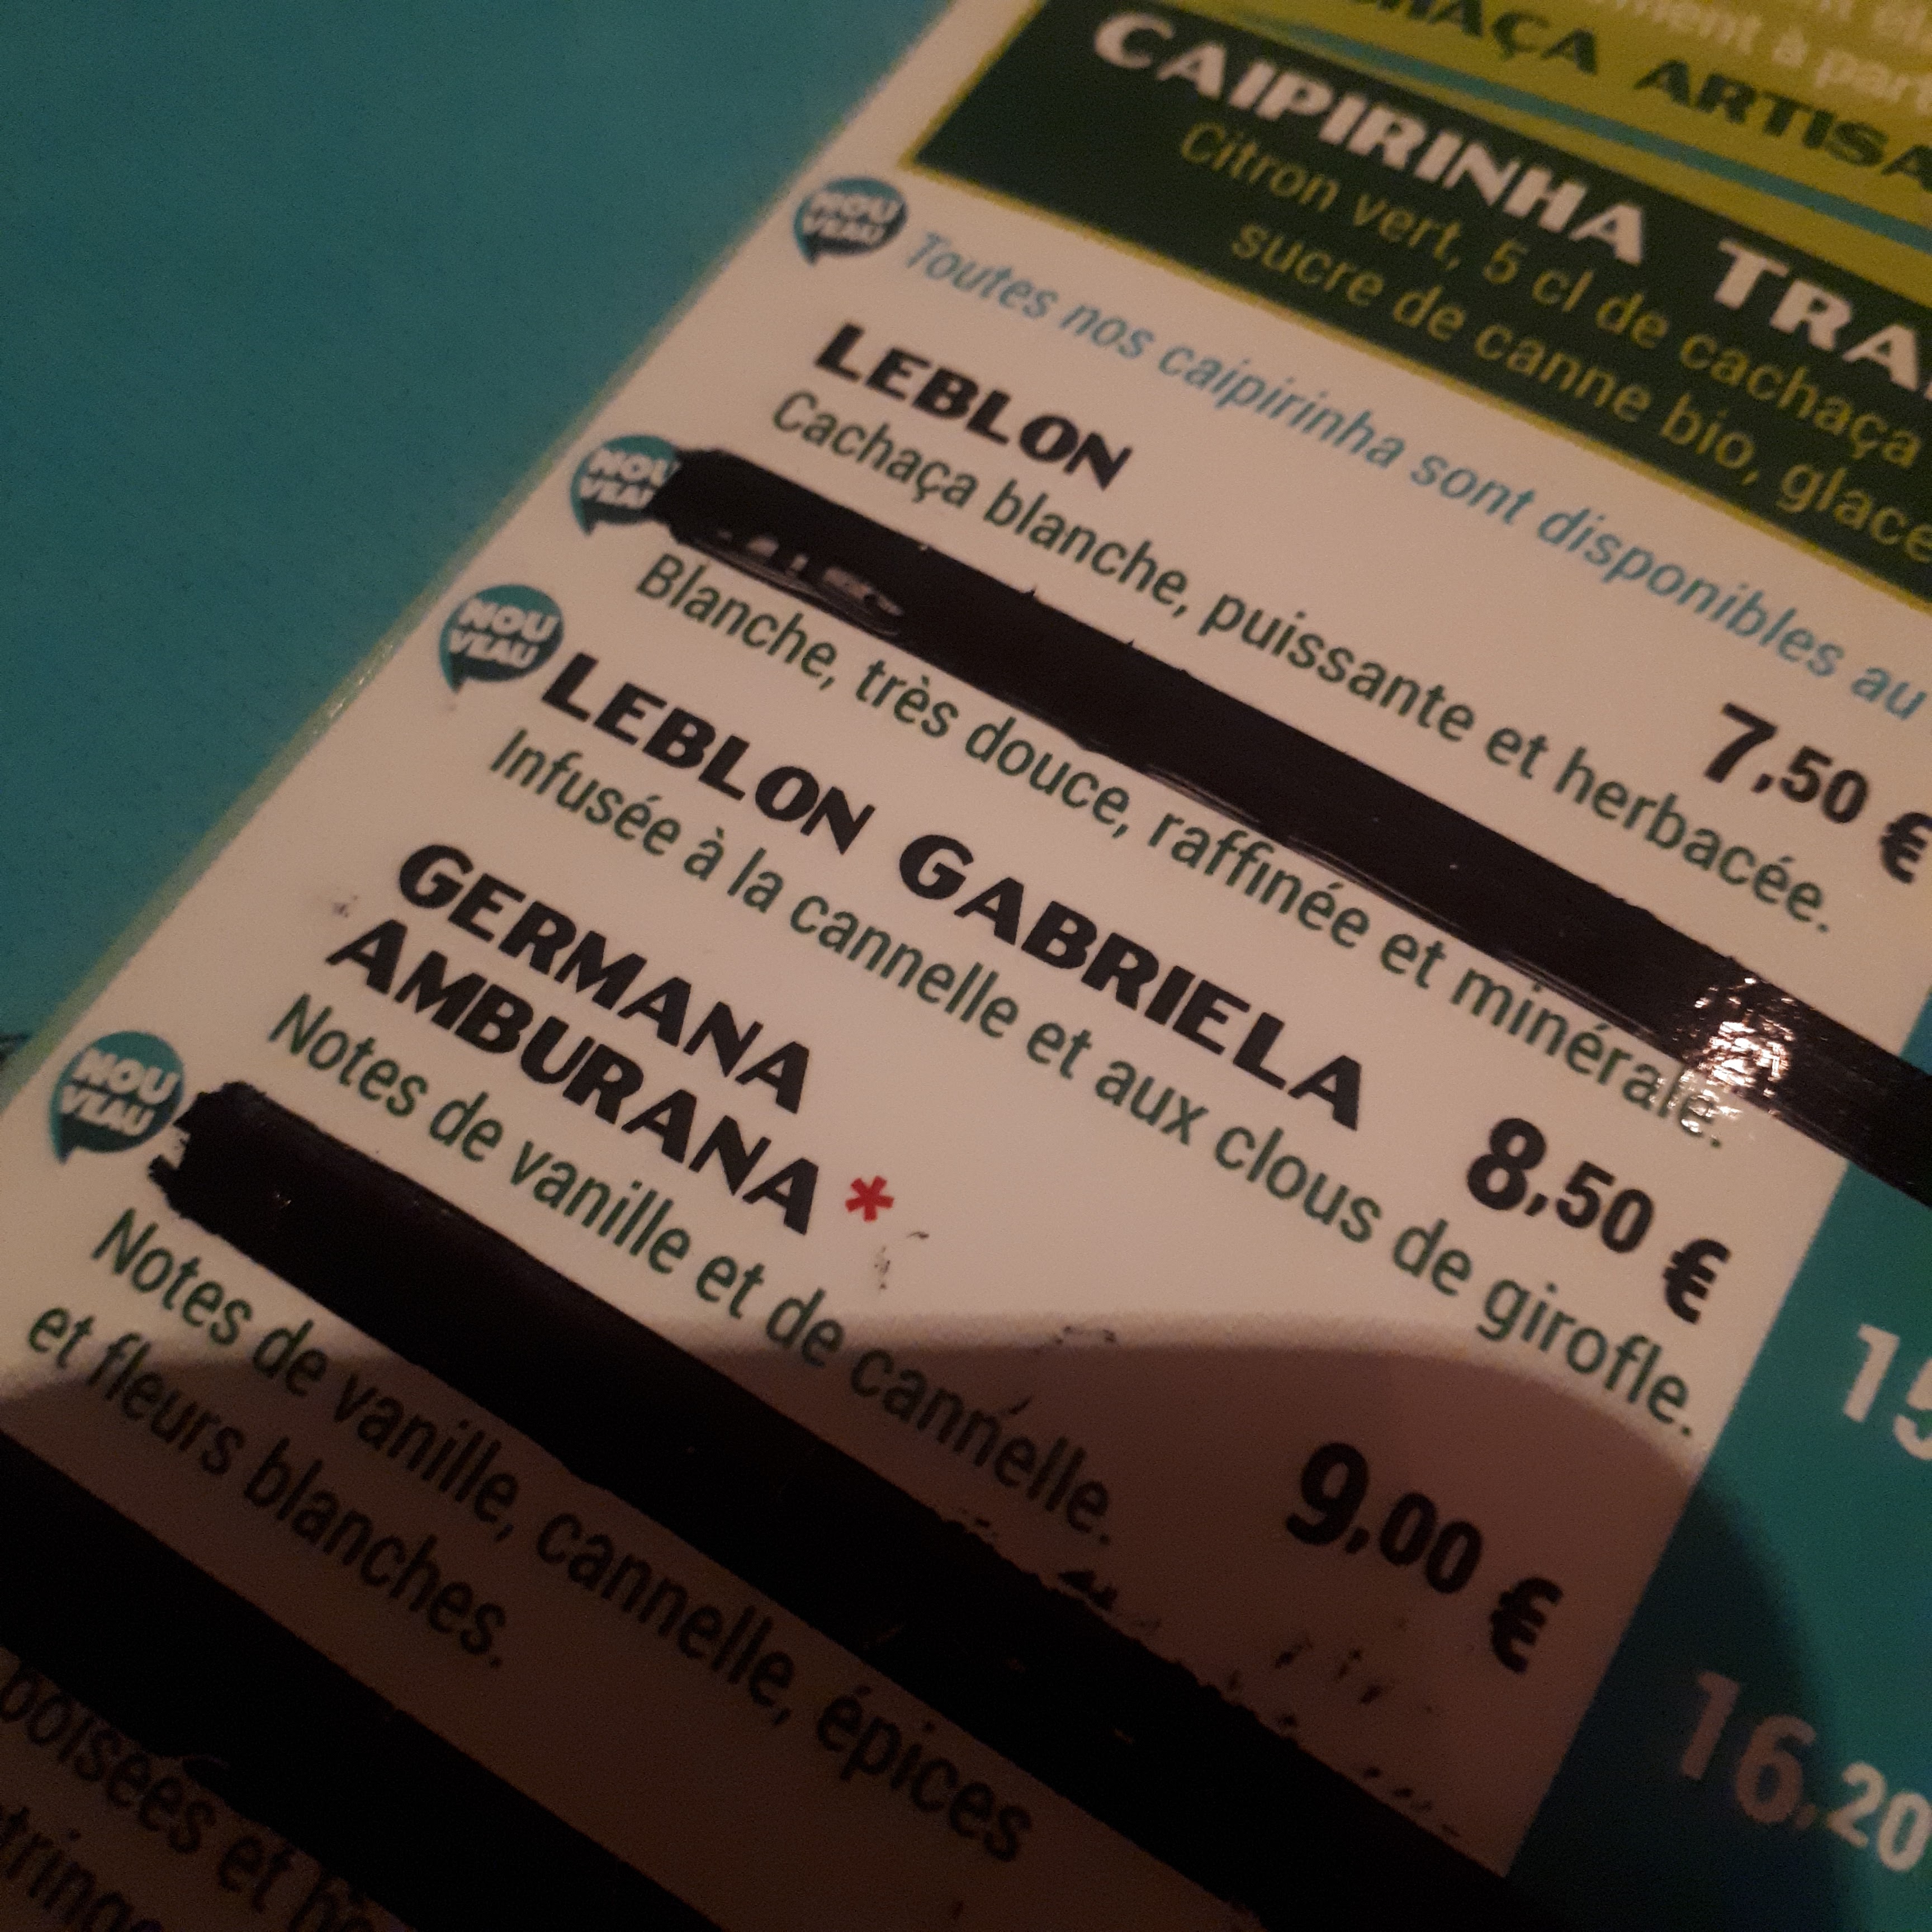 ARTISA
CAIPIRINHA
Citron vert, 5 cl de cachaça
sucre de canne bio,
NOU
VEAU
Toutes nos caipirinha sont disponibles au
LEBLON 7,50 €
Cachaça blanche, puissante et herbacée.
NOU
VEAU
Blanche, très douce, raffinée et minérale.
NOU
VEAU
LEBLON GABRIELA 8,50 €
Infusée à la cannelle et aux clous de girofle.
GERMANA
AMBURANA * 9,00 €
Notes de vanille et de cannelle.
NOU
VEAU
16,20
Notes de vanille, cannelle, épices
et fleurs blanches.
boisées et